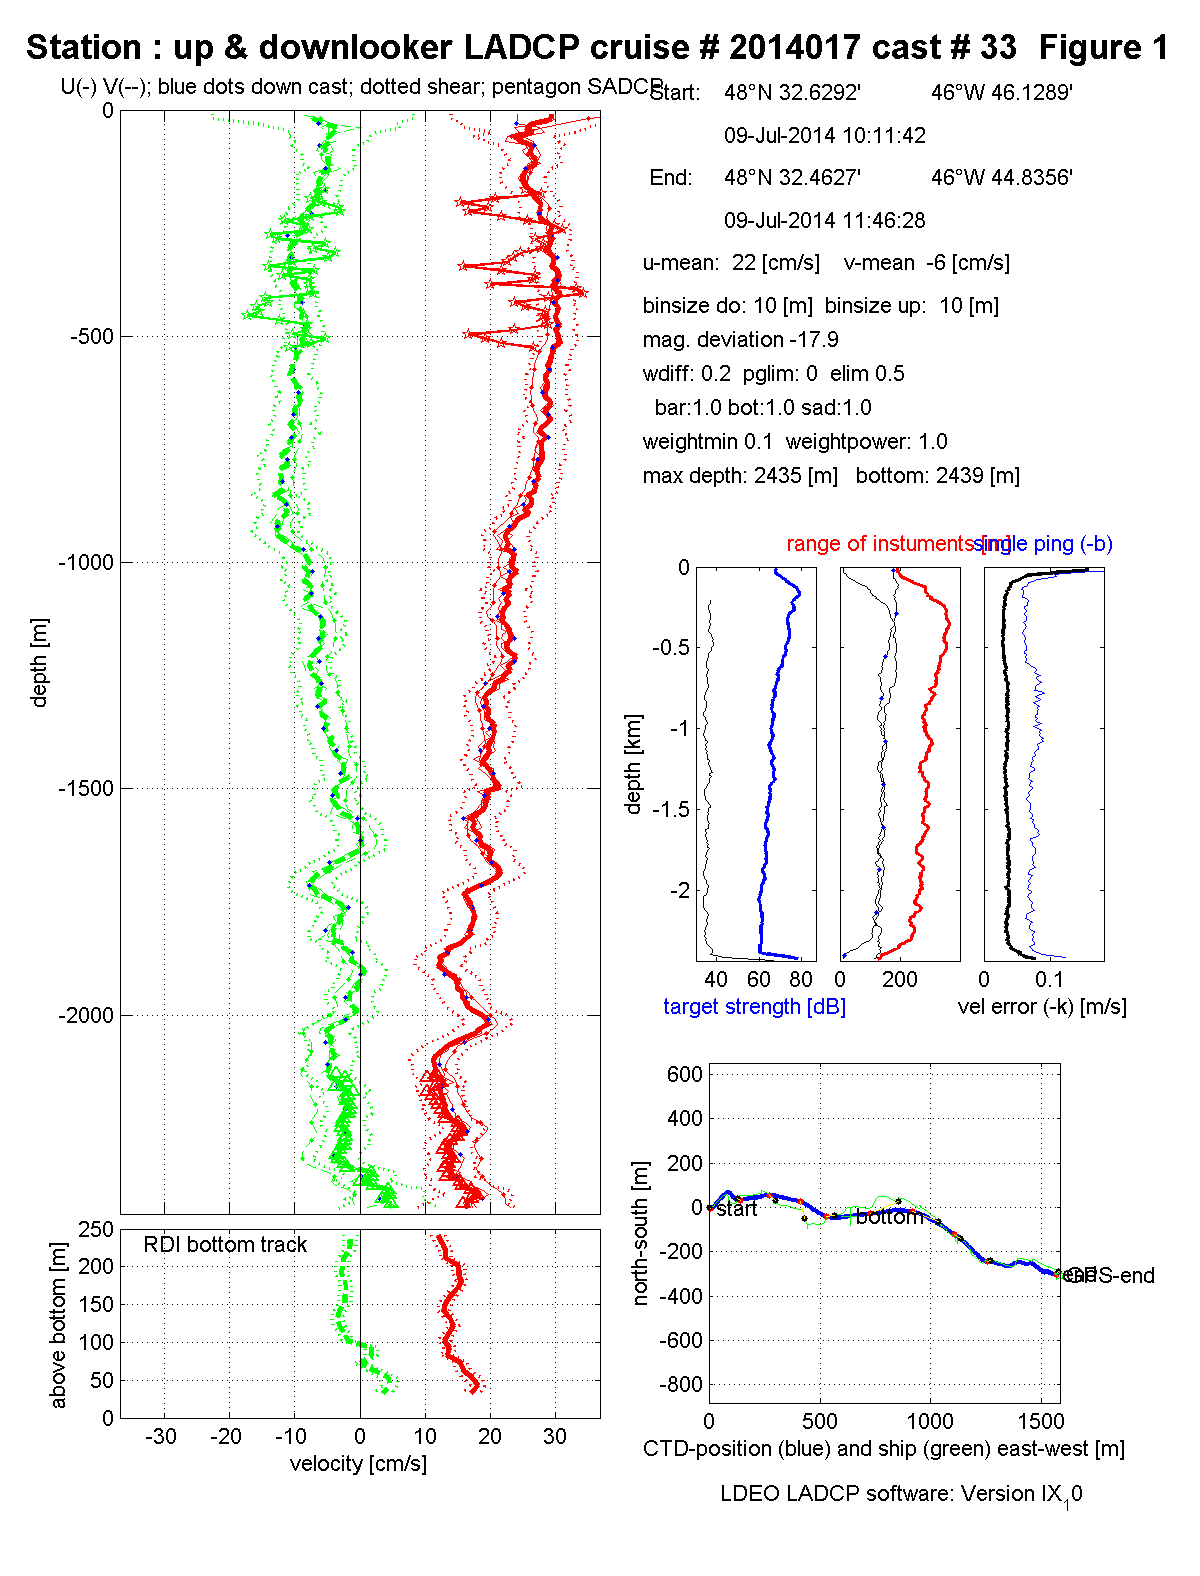 Station : up & downlooker LADCP cruise # 2014017 cast # 33 Figure 1
U(-) V(--); blue dots down cast; dotted shear; pentagon SADCP
Start: 48°N 32.6292' 46°W 46.1289'
09-Jul-2014 10:11:42
End: 48°N 32.4627' 46°W 44.8356'
09-Jul-2014 11:46:28
u-mean: 22 [cm/s] v-mean -6 [cm/s]
binsize do: 10 [m] binsize up: 10 [m]
mag. deviation -17.9
wdiff: 0.2 pglim: 0 elim 0.5
bar:1.0 bot:1.0 sad:1.0
weightmin 0.1 weightpower: 1.0
max depth: 2435 [m] bottom: 2439 [m]
0
-500
-1000
-1500
-2000
depth [m]
RDI bottom track
250
200
150
100
50
0
above bottom [m]
-30 -20 -10 0 10 20 30
velocity [cm/s]
range of instuments [m]
single ping (-b)
0
-0.5
-1
-1.5
-2
depth [km]
40 60 80
0 200
0 0.1
target strength [dB]
vel error (-k) [m/s]
600
400
200
0
-200
-400
-600
-800
north-south [m]
start
bottom
end
GPS-end
0 500 1000 1500
CTD-position (blue) and ship (green) east-west [m]
LDEO LADCP software: Version IX10